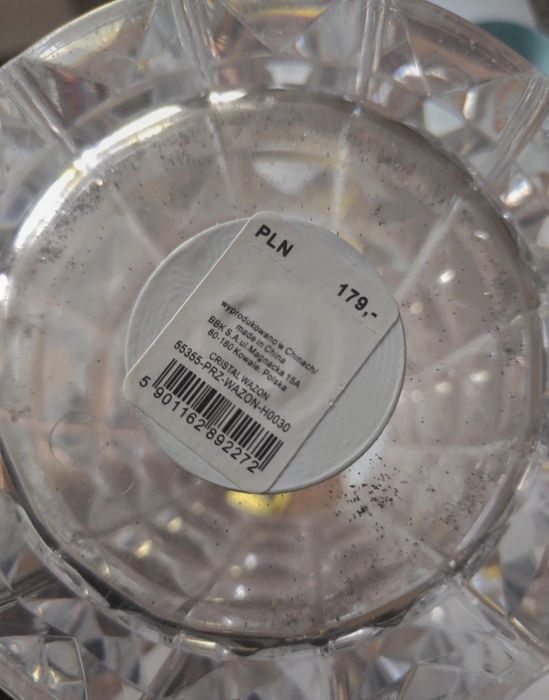 PLN 179,-
wyprodukowano w Chinach/
made in China
BBK S.A. ul. Magnacka 15A
80-180 Kowale, Polska
CRISTAL WAZON
55355-PRZ-WAZON-H0030
5 901162 892272